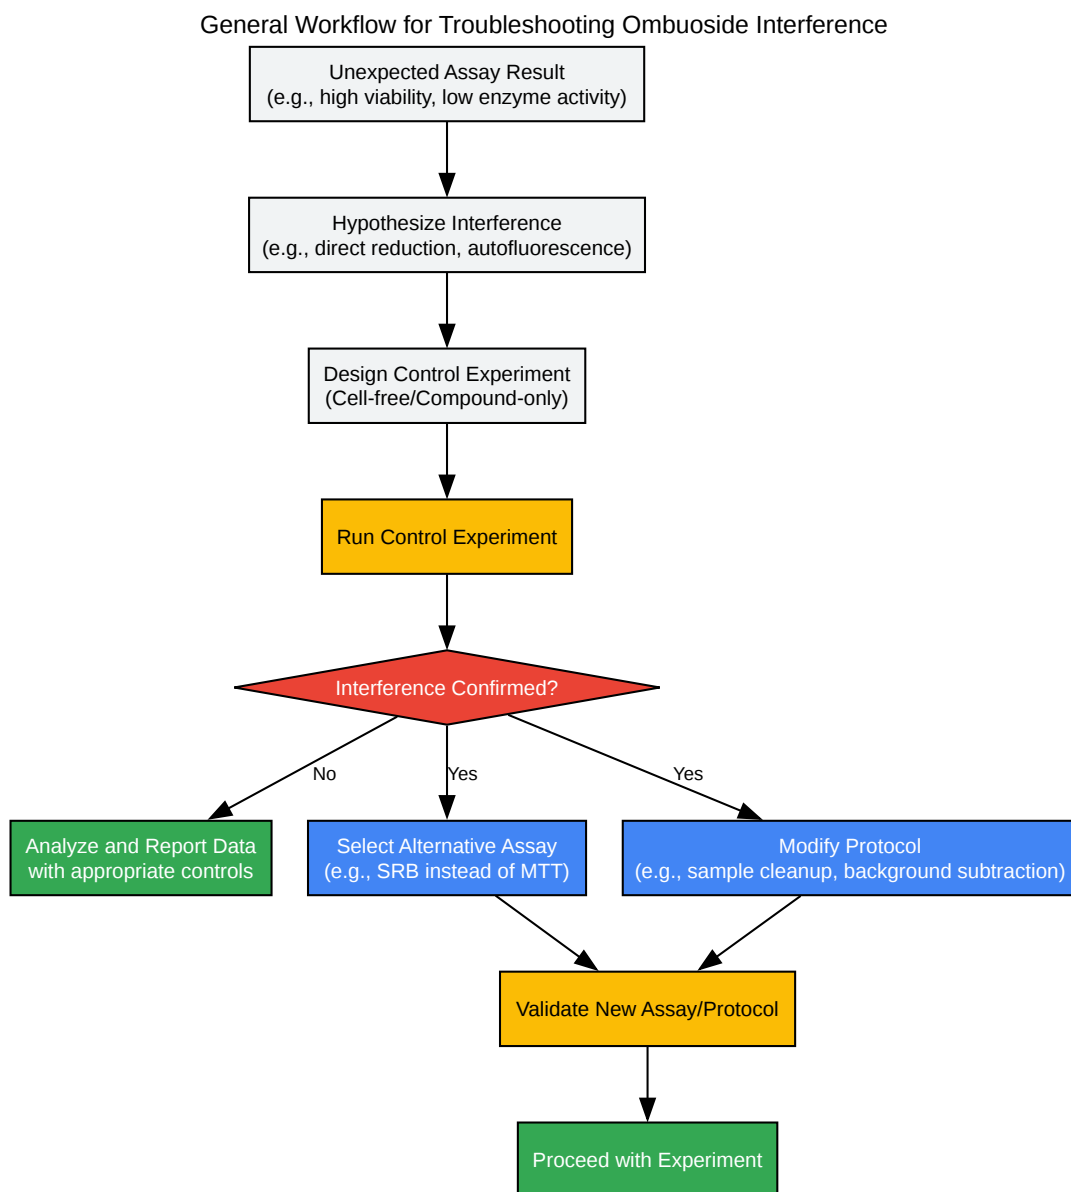 General Workflow for Troubleshooting Ombuoside Interference
Unexpected Assay Result
(e.g., high viability, low enzyme activity)
Hypothesize Interference
(e.g., direct reduction, autofluorescence)
Design Control Experiment
(Cell-free/Compound-only)
Run Control Experiment
Interference Confirmed?
No
Yes
Yes
Analyze and Report Data
with appropriate controls
Select Alternative Assay
(e.g., SRB instead of MTT)
Modify Protocol
(e.g., sample cleanup, background subtraction)
Validate New Assay/Protocol
Proceed with Experiment